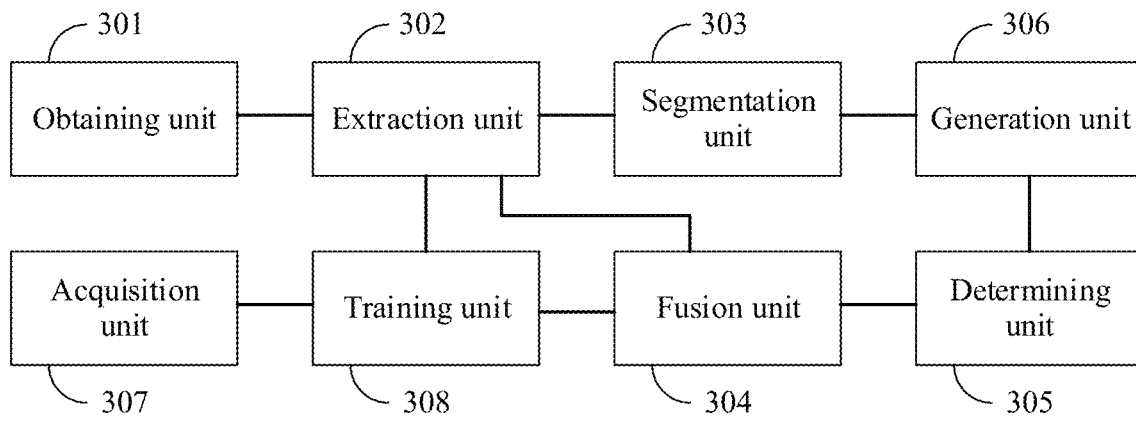 301
302
303
306
Obtaining unit
Extraction unit
Segmentation
unit
Generation unit
Acquisition
unit
Training unit
Fusion unit
Determining
unit
307
308
304
305